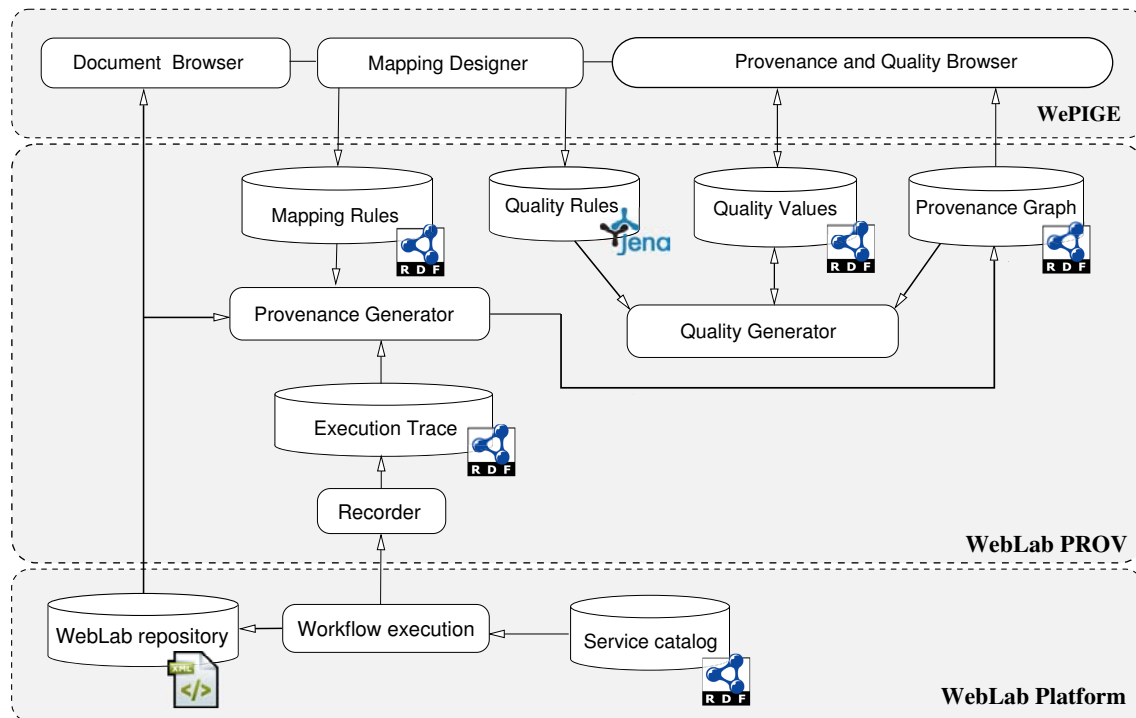 Document Browser
Mapping Designer
Provenance and Quality Browser
WePIGE
Mapping Rules
RDF
Quality Rules
jena
Quality Values
RDF
Provenance Graph
RDF
Provenance Generator
Quality Generator
Execution Trace
RDF
Recorder
WebLab PROV
WebLab repository
XML
</>
Workflow execution
Service catalog
RDF
WebLab Platform